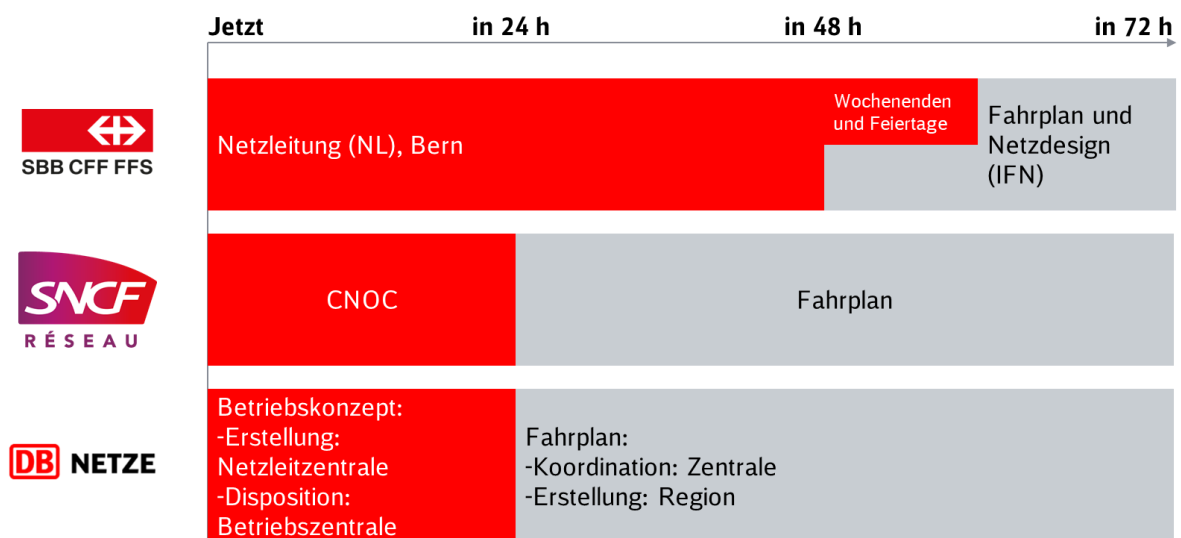 Jetzt in 24 h in 48 h in 72 h
SBB CFF FFS
Netzleitung (NL), Bern
Wochenenden
und Feiertage
Fahrplan und
Netzdesign
(IFN)
SNCF
RÉSEAU
CNOC
Fahrplan
DB NETZE
Betriebskonzept:
-Erstellung:
Netzleitzentrale
-Disposition:
Betriebszentrale
Fahrplan:
-Koordination: Zentrale
-Erstellung: Region